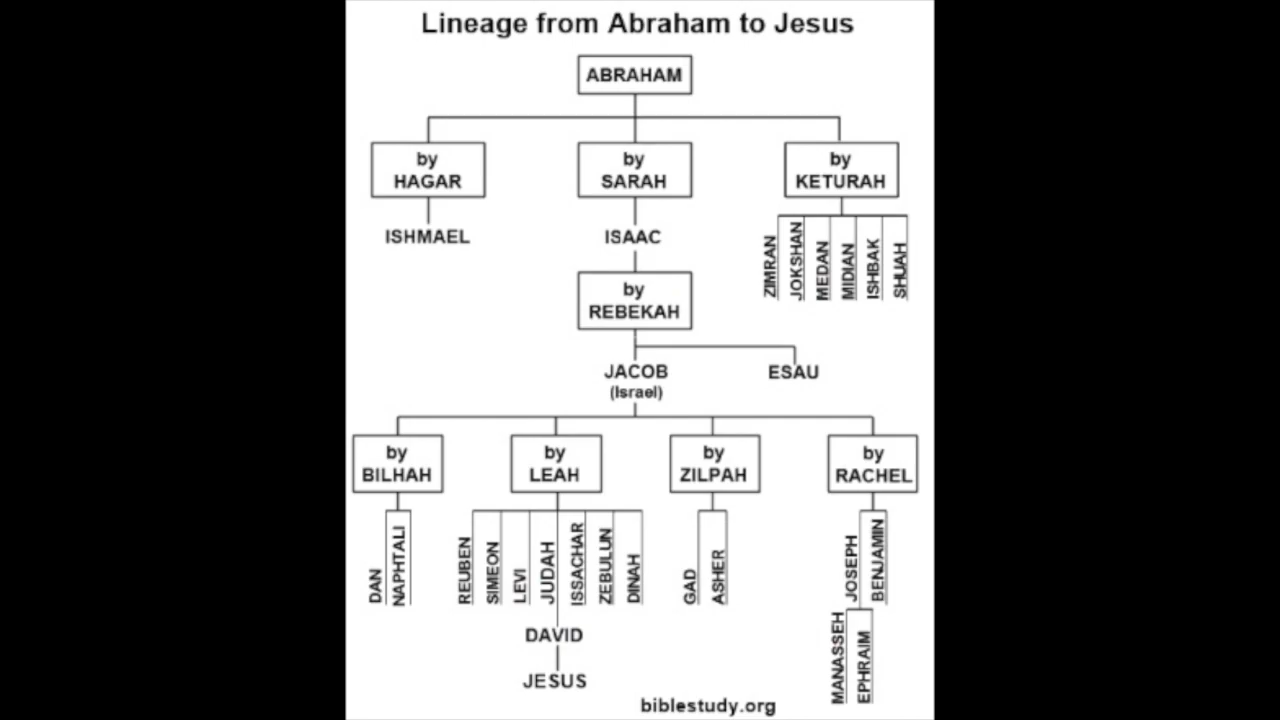 Lineage from Abraham to Jesus
ABRAHAM
by
HAGAR
by
SARAH
by
KETURAH
ISHMAEL
ISAAC
ZIMRAN
JOKSHAN
MEDAN
MIDIAN
ISHBAK
SHUAH
by
REBEKAH
JACOB
(Israel)
ESAU
by
BILHAH
by
LEAH
by
ZILPAH
by
RACHEL
DAN
NAPHTALI
REUBEN
SIMEON
LEVI
JUDAH
ISSACHAR
ZEBULUN
DINAH
GAD
ASHER
JOSEPH
BENJAMIN
DAVID
JESUS
MANASSEH
EPHRAIM
biblestudy.org